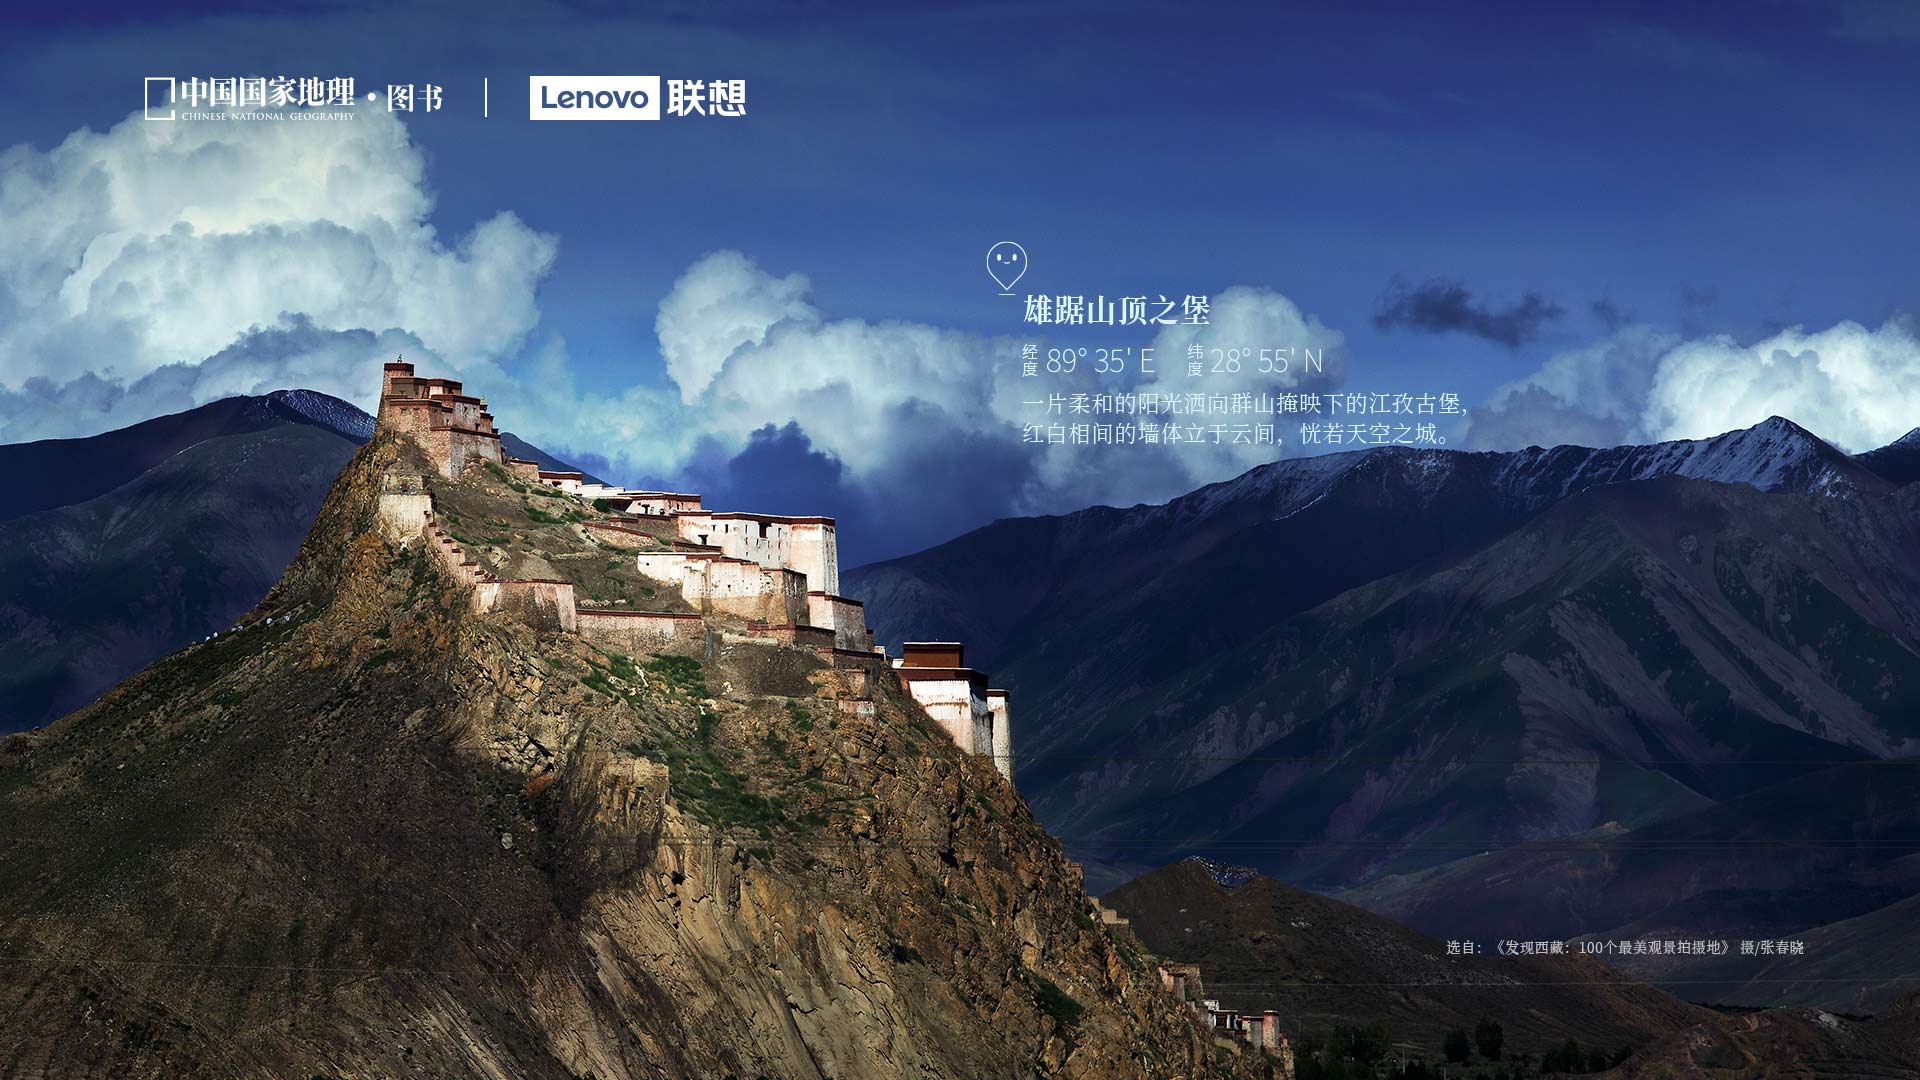 中国国家地理·图书
CHINESE NATIONAL GEOGRAPHY
Lenovo 联想
雄踞山顶之堡
经度 89° 35' E 纬度 28° 55' N
一片柔和的阳光洒向群山掩映下的江孜古堡，
红白相间的墙体立于云间，恍若天空之城。
选自：《发现西藏：100个最美观景拍摄地》 摄/张春晓